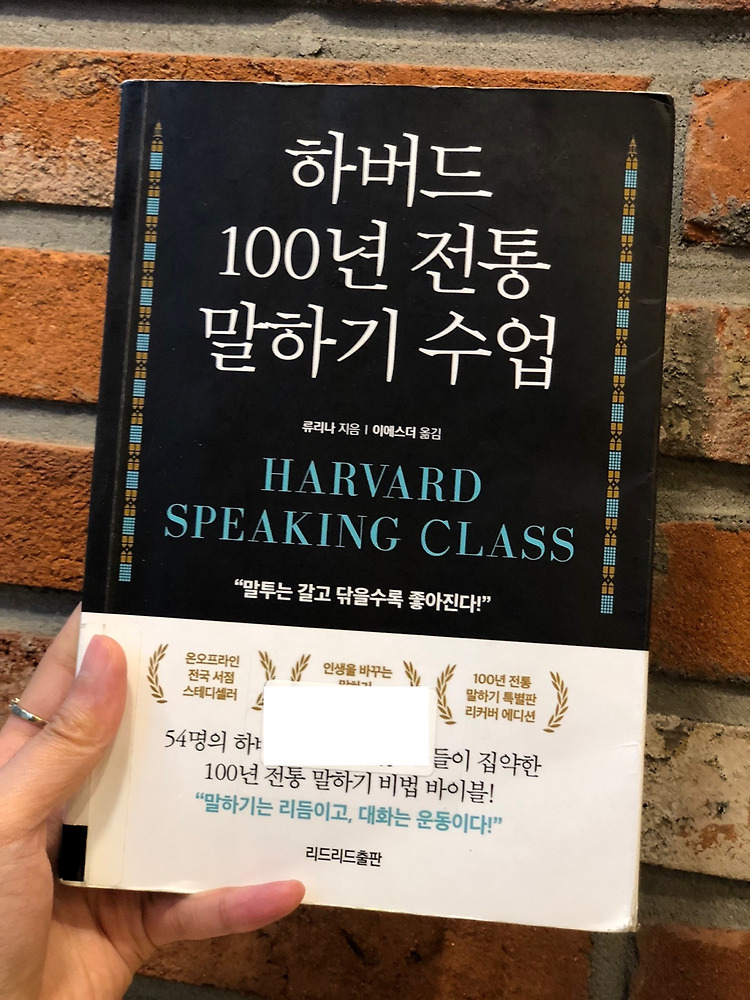 하버드
100년 전통
말하기 수업
류리나 지음 | 이에스더 옮김
HARVARD
SPEAKING CLASS
“말투는 갈고 닦을수록 좋아진다!”
온오프라인
전국 서점
스테디셀러
인생을 바꾸는
100년 전통
말하기 특별판
리커버 에디션
54명의 들이 집약한
100년 전통 말하기 비법 바이블!
“말하기는 리듬이고, 대화는 운동이다!”
리드리드출판